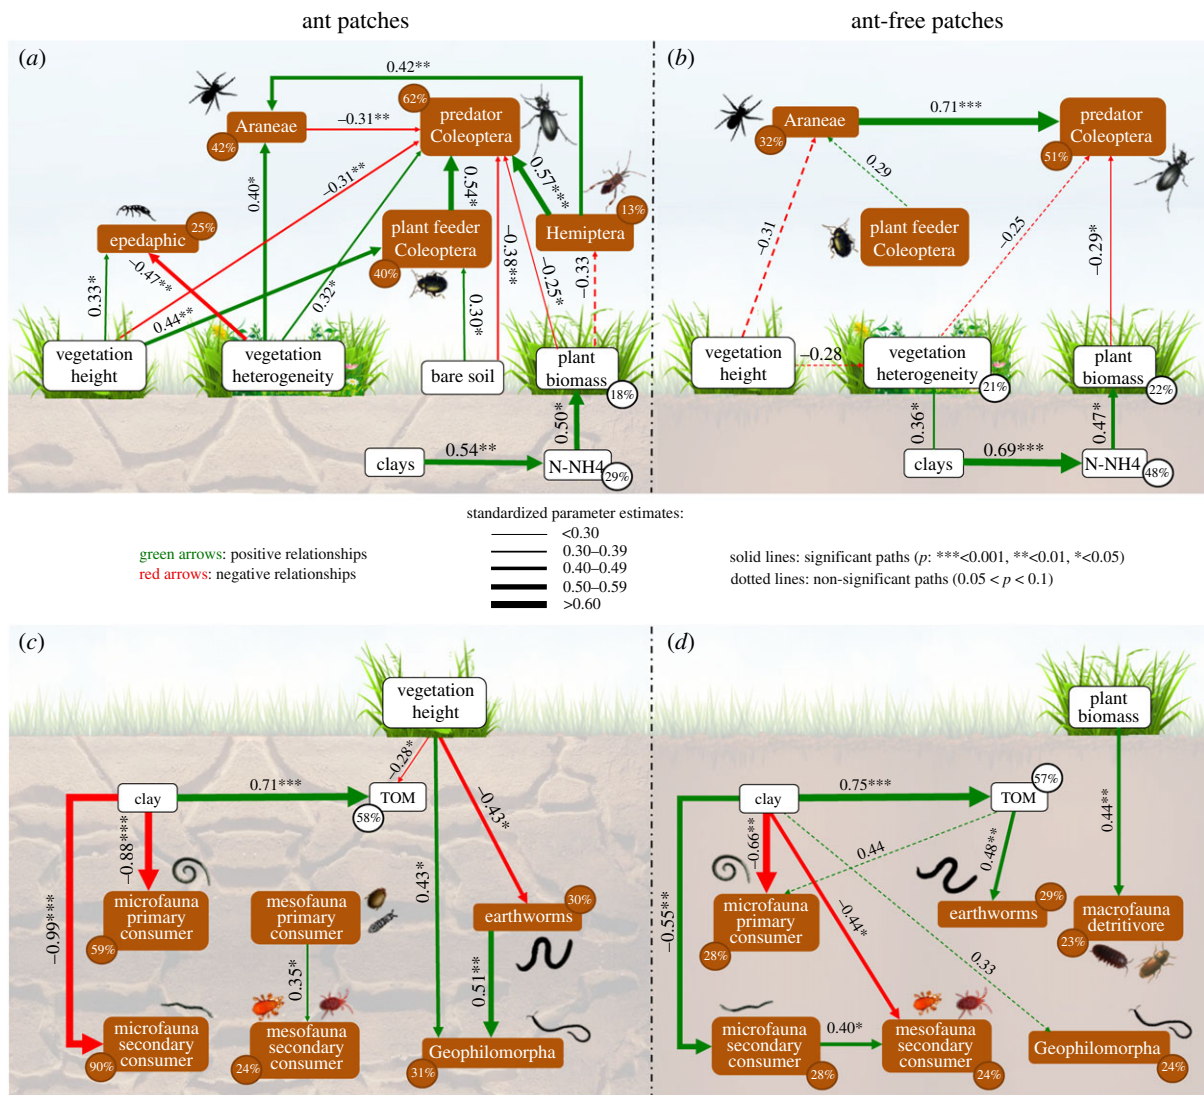 ant patches
ant-free patches
(a)
0.42**
62%
predator
Coleoptera
Araneae
42%
–0.31**
–0.31**
0.40*
0.54*
0.57***
25%
epedaphic
plant feeder
Coleoptera
40%
13%
Hemiptera
–0.47**
0.33*
0.44**
0.32*
0.30*
–0.38**
–0.25*
–0.33
vegetation
height
vegetation
heterogeneity
bare soil
plant
biomass
18%
0.50*
clays
0.54**
N-NH4
29%
(b)
Araneae
32%
0.71***
predator
Coleoptera
51%
0.29
plant feeder
Coleoptera
–0.31
–0.25
–0.29*
vegetation
height
–0.28
vegetation
heterogeneity
21%
plant
biomass
22%
0.36*
0.47*
clays
0.69***
N-NH4
48%
standardized parameter estimates:
<0.30
0.30–0.39
0.40–0.49
0.50–0.59
>0.60
green arrows: positive relationships
red arrows: negative relationships
solid lines: significant paths (p: ***<0.001, **<0.01, *<0.05)
dotted lines: non-significant paths (0.05 < p < 0.1)
(c)
vegetation
height
–0.28*
clay
0.71***
TOM
58%
–0.43*
–0.88***
–0.99***
0.43*
microfauna
primary
consumer
59%
mesofauna
primary
consumer
30%
earthworms
0.35*
0.51**
microfauna
secondary
consumer
90%
mesofauna
secondary
consumer
24%
Geophilomorpha
31%
(d)
plant
biomass
clay
0.75***
57%
TOM
0.44**
–0.66**
0.44
0.48**
–0.55**
–0.44*
microfauna
primary
consumer
28%
29%
earthworms
macrofauna
detritivore
23%
0.33
microfauna
secondary
consumer
28%
0.40*
mesofauna
secondary
consumer
24%
Geophilomorpha
24%